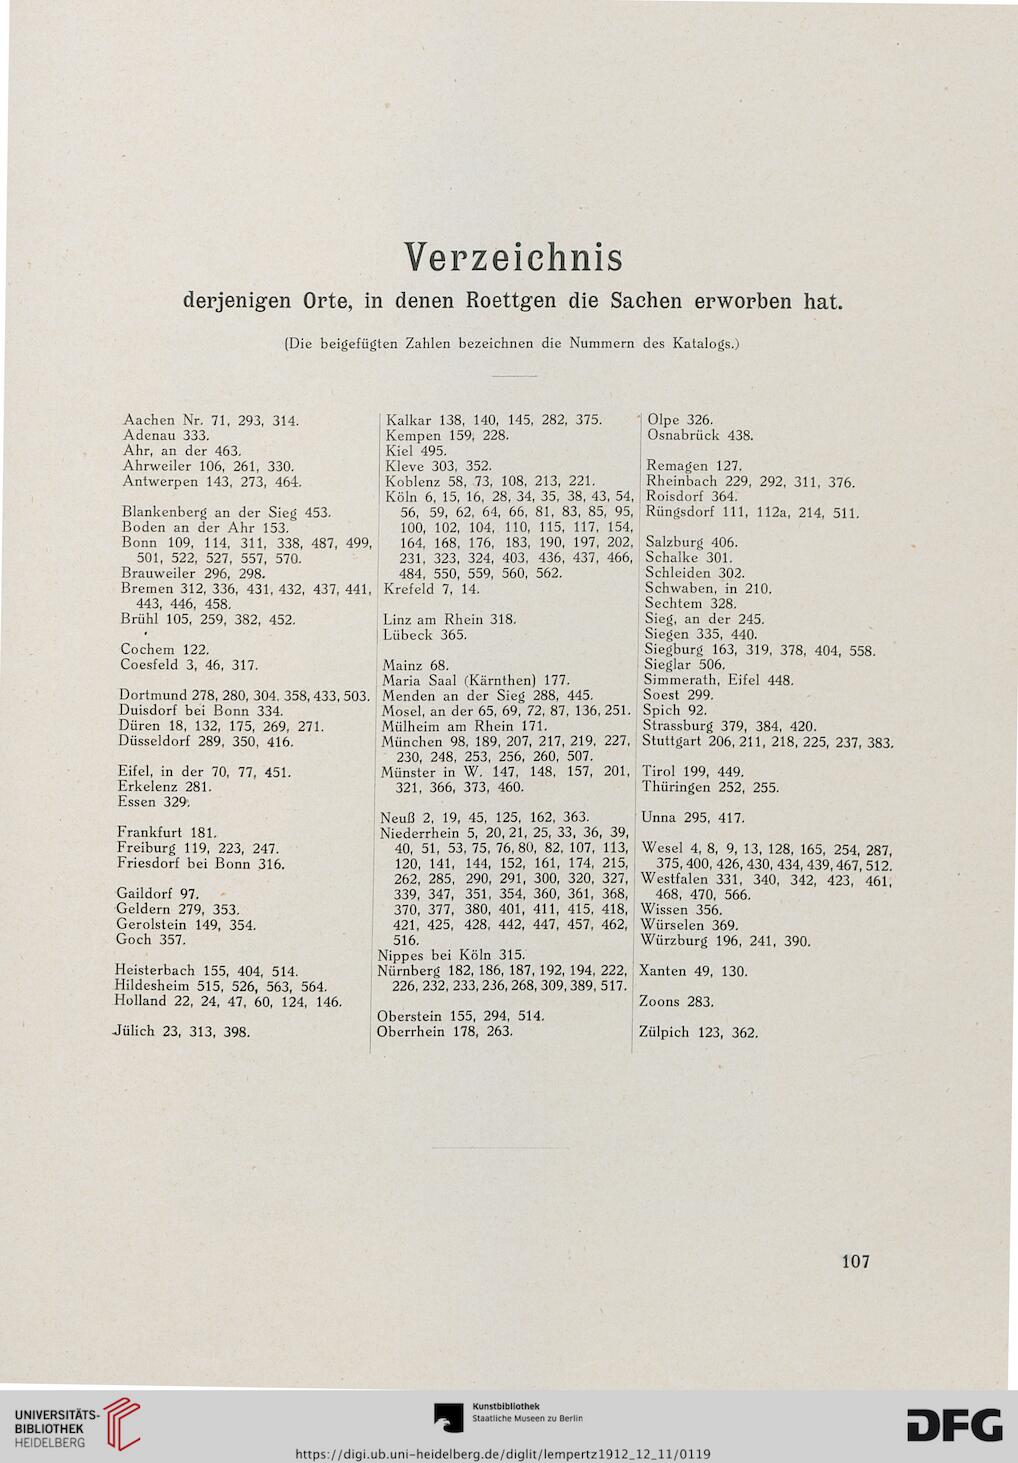 Verzeichnis
derjenigen Orte, in denen Roettgen die Sachen erworben hat.
(Die beigefügten Zahlen bezeichnen die Nummern des Katalogs.)
Aachen Nr. 71, 293, 314.
Adenau 333.
Ahr, an der 463.
Ahrweiler 106, 261, 330.
Antwerpen 143, 273, 464.
Blankenberg an der Sieg 453.
Boden an der Ahr 153.
Bonn 109, 114, 311, 338, 487, 499,
501, 522, 527, 557, 570.
Brauweiler 296, 298.
Bremen 312, 336, 431, 432, 437, 441,
443, 446, 458.
Brühl 105, 259, 382, 452.
Cochem 122.
Coesfeld 3, 46, 317.
Dortmund 278, 280, 304. 358, 433, 503.
Duisdorf bei Bonn 334.
Düren 18, 132, 175, 269, 271.
Düsseldorf 289, 350, 416.
Eifel, in der 70, 77, 451.
Erkelenz 281.
Essen 329.
Frankfurt 181.
Freiburg 119, 223, 247.
Friesdorf bei Bonn 316.
Gaildorf 97.
Geldern 279, 353.
Gerolstein 149, 354.
Goch 357.
Heisterbach 155, 404, 514.
Hildesheim 515, 526, 563, 564.
Holland 22, 24, 47, 60, 124, 146.
Jülich 23, 313, 398.
Kalkar 138, 140, 145, 282, 375.
Kempen 159, 228.
Kiel 495.
Kleve 303, 352.
Koblenz 58, 73, 108, 213, 221.
Köln 6, 15, 16, 28, 34, 35, 38, 43, 54,
56, 59, 62, 64, 66, 81, 83, 85, 95,
100, 102, 104, 110, 115, 117, 154,
164, 168, 176, 183, 190, 197, 202,
231, 323, 324, 403, 436, 437, 466,
484, 550, 559, 560, 562.
Krefeld 7, 14.
Linz am Rhein 318.
Lübeck 365.
Mainz 68.
Maria Saal (Kärnthen) 177.
Menden an der Sieg 288, 445.
Mosel, an der 65, 69, 72, 87, 136, 251.
Mülheim am Rhein 171.
München 98, 189, 207, 217, 219, 227,
230, 248, 253, 256, 260, 507.
Münster in W. 147, 148, 157, 201,
321, 366, 373, 460.
Neuß 2, 19, 45, 125, 162, 363.
Niederrhein 5, 20, 21, 25, 33, 36, 39,
40, 51, 53, 75, 76, 80, 82, 107, 113,
120, 141, 144, 152, 161, 174, 215,
262, 285, 290, 291, 300, 320, 327,
339, 347, 351, 354, 360, 361, 368,
370, 377, 380, 401, 411, 415, 418,
421, 425, 428, 442, 447, 457, 462,
516.
Nippes bei Köln 315.
Nürnberg 182, 186, 187, 192, 194, 222,
226, 232, 233, 236, 268, 309, 389, 517.
Oberstein 155, 294, 514.
Oberrhein 178, 263.
Olpe 326.
Osnabrück 438.
Remagen 127.
Rheinbach 229, 292, 311, 376.
Roisdorf 364.
Rüngsdorf 111, 112a, 214, 511.
Salzburg 406.
Schalke 301.
Schleiden 302.
Schwaben, in 210.
Sechtem 328.
Sieg, an der 245.
Siegen 335, 440.
Siegburg 163, 319, 378, 404, 558.
Sieglar 506.
Simmerath, Eifel 448.
Soest 299.
Spich 92.
Strassburg 379, 384, 420.
Stuttgart 206, 211, 218, 225, 237, 383.
Tirol 199, 449.
Thüringen 252, 255.
Unna 295, 417.
Wesel 4, 8, 9, 13, 128, 165, 254, 287,
375, 400, 426, 430, 434, 439, 467, 512.
Westfalen 331, 340, 342, 423, 461,
468, 470, 566.
Wissen 356.
Würselen 369.
Würzburg 196, 241, 390.
Xanten 49, 130.
Zoons 283.
Zülpich 123, 362.
107
UNIVERSITÄTS-
BIBLIOTHEK
HEIDELBERG
Kunstbibliothek
Staatliche Museen zu Berlin
DFG
https://digi.ub.uni-heidelberg.de/diglit/lempertz1912_12_11/0119